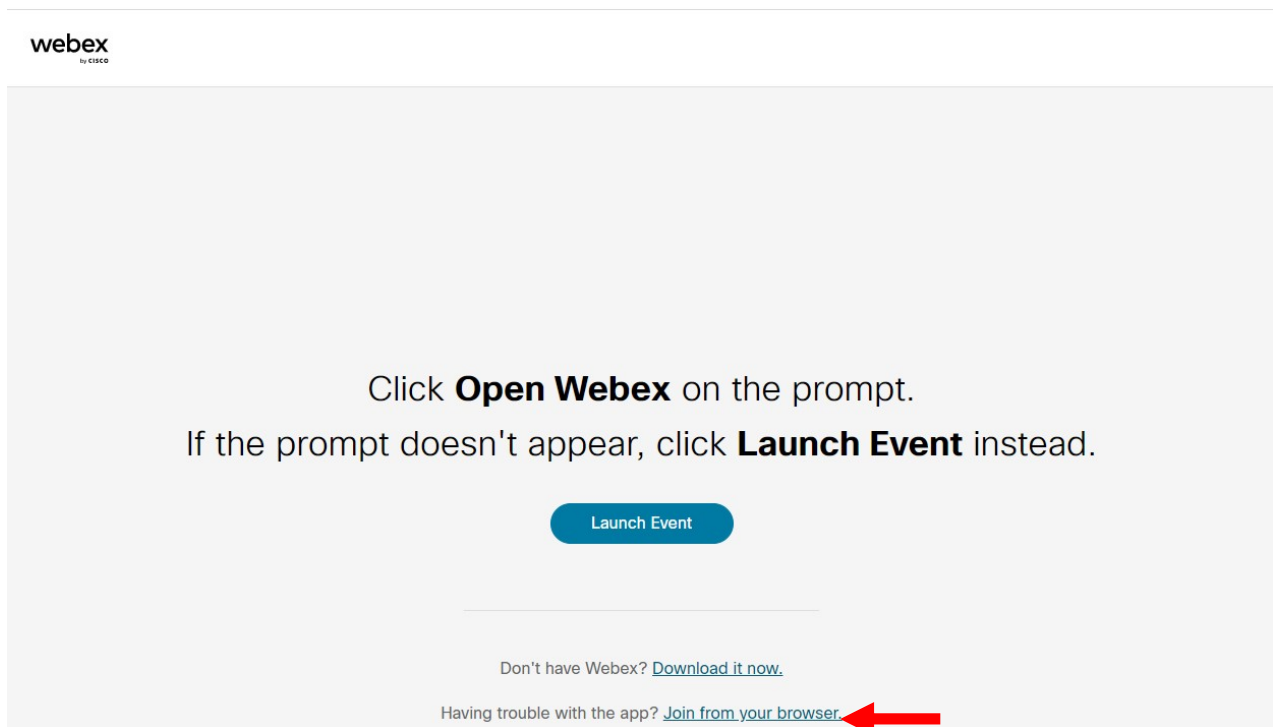 webex
by CISCO
Click Open Webex on the prompt.
If the prompt doesn't appear, click Launch Event instead.
Launch Event
Don't have Webex? Download it now.
Having trouble with the app? Join from your browser.